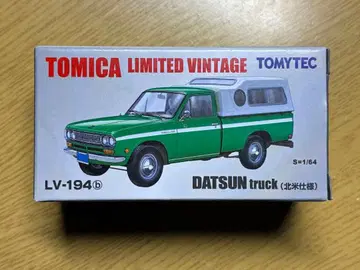 TOMICA LIMITED VINTAGE TOMYTEC
S=1/64
LV-194ⓑ DATSUN truck (北米仕様)